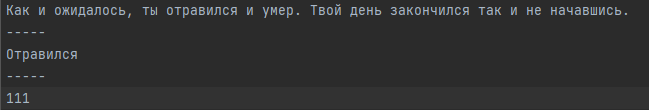 Как и ожидалось, ты отравился и умер. Твой день закончился так и не начавшись.
-----
Отравился
-----
111